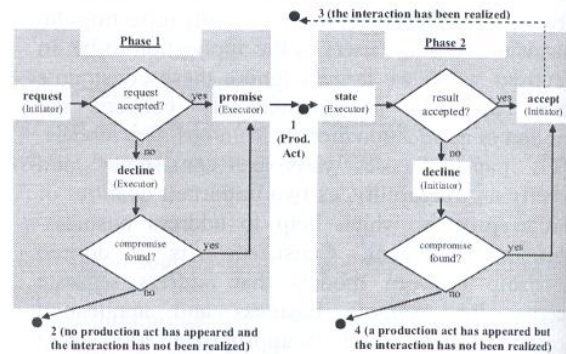 3 (the interaction has been realized)
Phase 1
Phase 2
request
(Initiator)
request
accepted?
yes
promise
(Executor)
1
(Prod.
Act)
state
(Executor)
result
accepted?
yes
accept
(Initiator)
no
decline
(Executor)
no
decline
(Initiator)
compromise
found?
yes
compromise
found?
yes
no
no
2 (no production act has appeared and
the interaction has not been realized)
4 (a production act has appeared but
the interaction has not been realized)